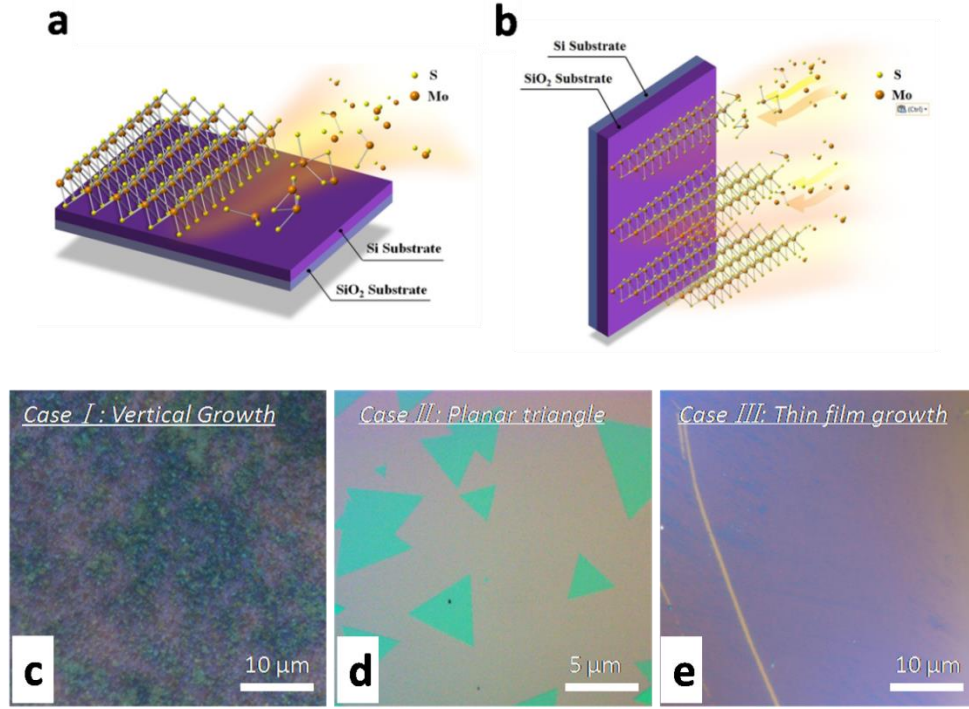 a
S
Mo
Si Substrate
SiO₂ Substrate
b
Si Substrate
SiO₂ Substrate
S
Mo
(Ctrl)
Case Ⅰ: Vertical Growth
c
10 μm
Case Ⅱ: Planar triangle
d
5 μm
Case Ⅲ: Thin film growth
e
10 μm